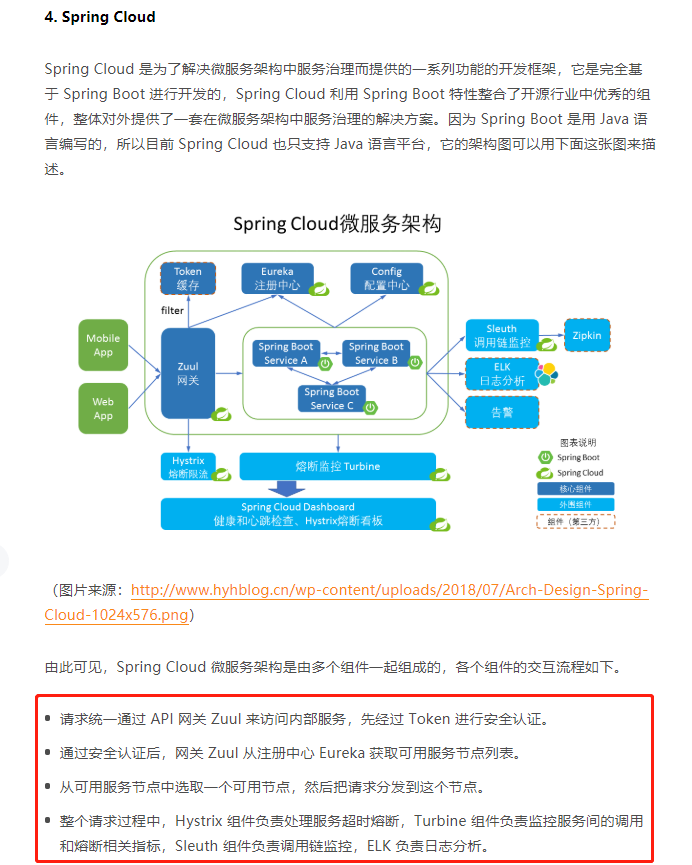 4. Spring Cloud
Spring Cloud 是为了解决微服务架构中服务治理而提供的一系列功能的开发框架，它是完全基
于 Spring Boot 进行开发的，Spring Cloud 利用 Spring Boot 特性整合了开源行业中优秀的组
件，整体对外提供了一套在微服务架构中服务治理的解决方案。因为 Spring Boot 是用 Java 语
言编写的，所以目前 Spring Cloud 也只支持 Java 语言平台，它的架构图可以用下面这张图来描
述。
Spring Cloud微服务架构
Token
缓存
Eureka
注册中心
Config
配置中心
filter
Mobile
App
Web
App
Zuul
网关
Spring Boot
Service A
Spring Boot
Service B
Spring Boot
Service C
Sleuth
调用链监控
Zipkin
ELK
日志分析
告警
Hystrix
熔断限流
熔断监控 Turbine
Spring Cloud Dashboard
健康和心跳检查、Hystrix熔断看板
图表说明
Spring Boot
Spring Cloud
核心组件
外围组件
组件（第三方）
（图片来源：http://www.hyhblog.cn/wp-content/uploads/2018/07/Arch-Design-Spring-
Cloud-1024x576.png）
由此可见，Spring Cloud 微服务架构是由多个组件一起组成的，各个组件的交互流程如下。
请求统一通过 API 网关 Zuul 来访问内部服务，先经过 Token 进行安全认证。
通过安全认证后，网关 Zuul 从注册中心 Eureka 获取可用服务节点列表。
从可用服务节点中选取一个可用节点，然后把请求分发到这个节点。
整个请求过程中，Hystrix 组件负责处理服务超时熔断，Turbine 组件负责监控服务间的调用
和熔断相关指标，Sleuth 组件负责调用链监控，ELK 负责日志分析。